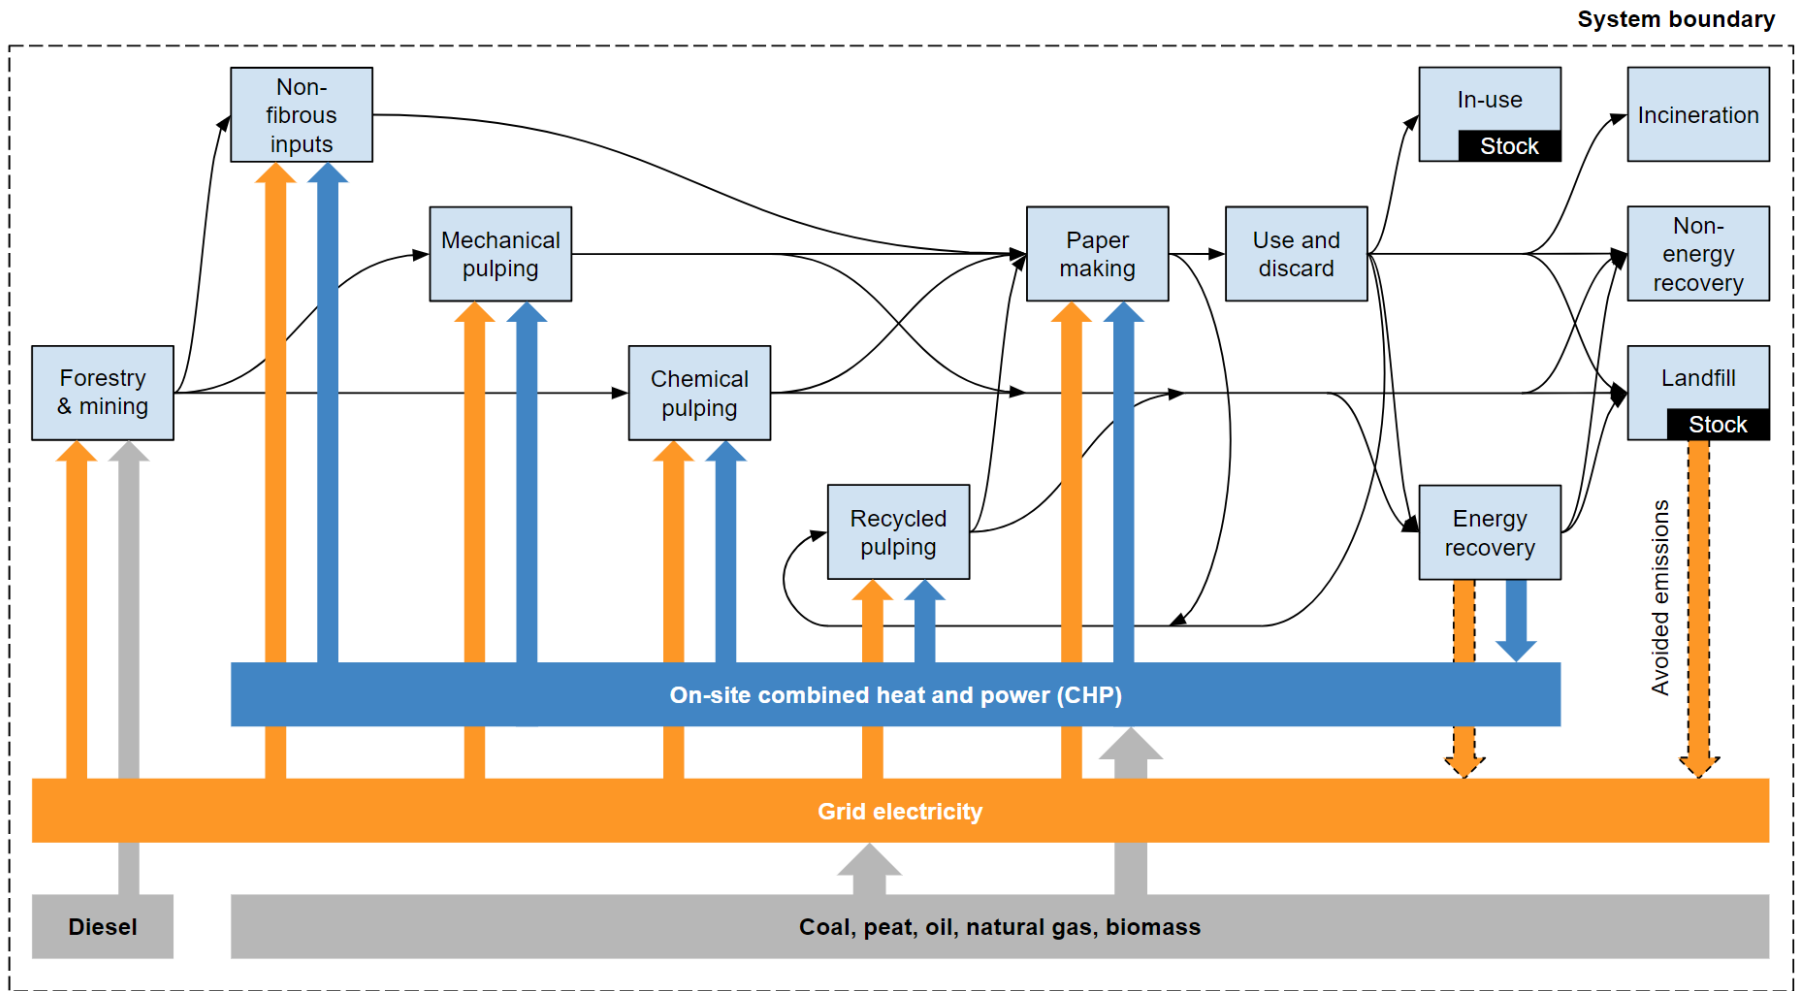 System boundary
Non-
fibrous
inputs
In-use
Stock
Incineration
Mechanical
pulping
Paper
making
Use and
discard
Non-
energy
recovery
Forestry
& mining
Chemical
pulping
Landfill
Stock
Recycled
pulping
Energy
recovery
Avoided emissions
On-site combined heat and power (CHP)
Grid electricity
Diesel
Coal, peat, oil, natural gas, biomass